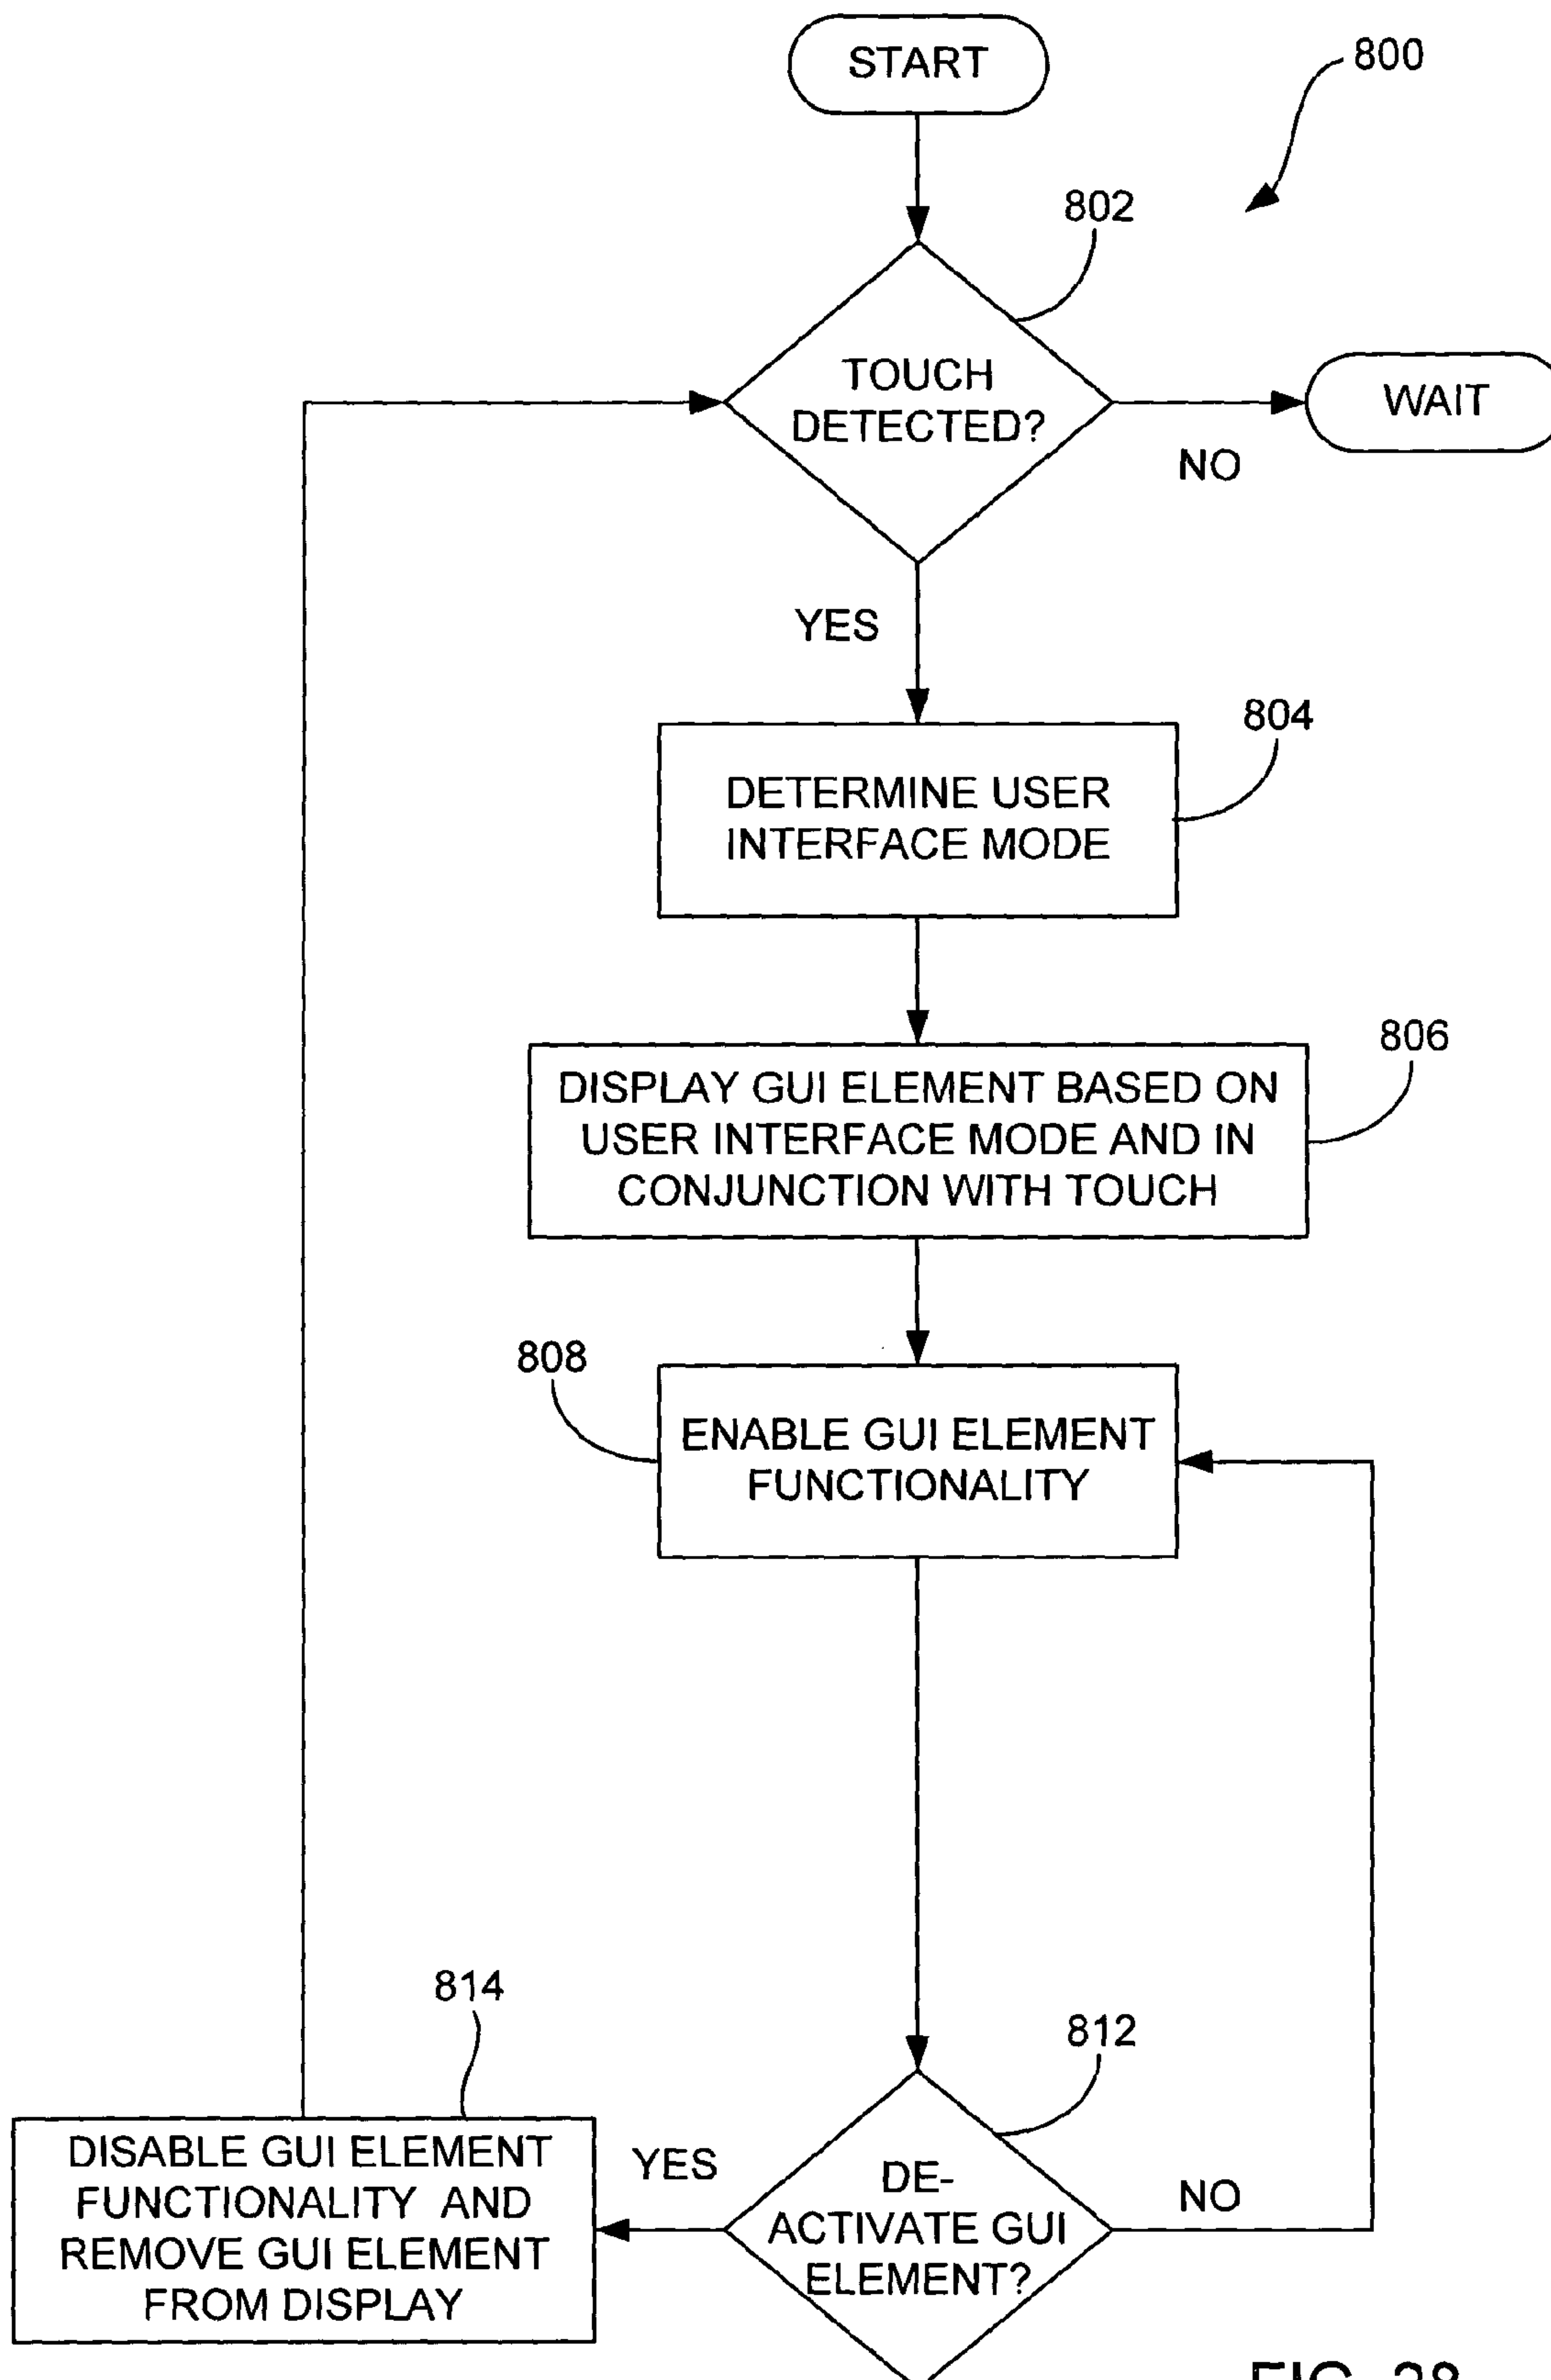 START
800
802
TOUCH
DETECTED?
WAIT
NO
YES
804
DETERMINE USER
INTERFACE MODE
806
DISPLAY GUI ELEMENT BASED ON
USER INTERFACE MODE AND IN
CONJUNCTION WITH TOUCH
808
ENABLE GUI ELEMENT
FUNCTIONALITY
814
812
DISABLE GUI ELEMENT
FUNCTIONALITY AND
REMOVE GUI ELEMENT
FROM DISPLAY
YES
DE-
ACTIVATE GUI
ELEMENT?
NO